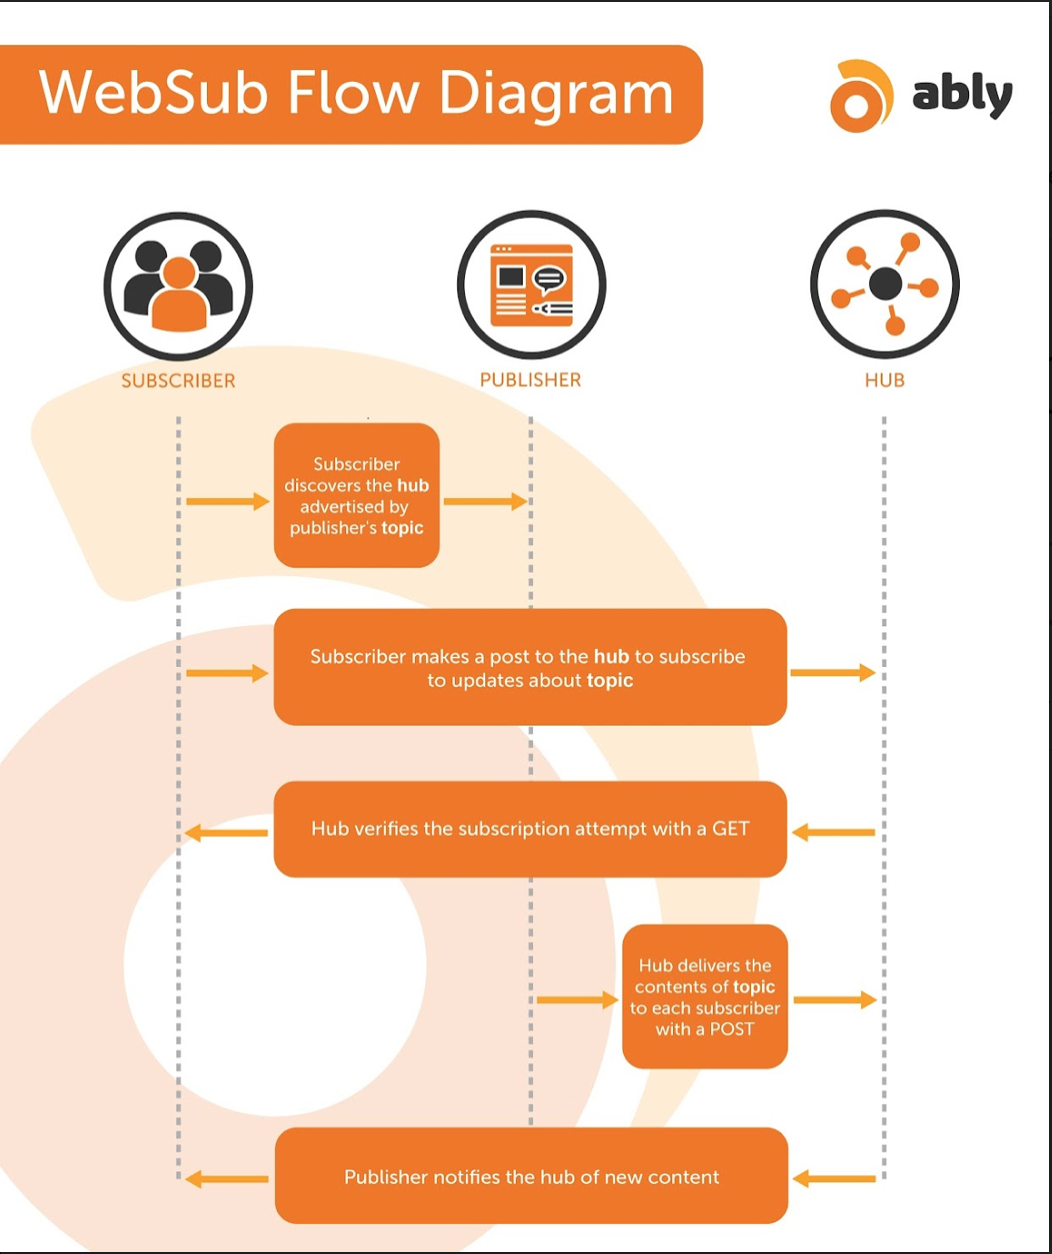 WebSub Flow Diagram
ably
SUBSCRIBER
PUBLISHER
HUB
Subscriber
discovers the hub
advertised by
publisher's topic
Subscriber makes a post to the hub to subscribe
to updates about topic
Hub verifies the subscription attempt with a GET
Hub delivers the
contents of topic
to each subscriber
with a POST
Publisher notifies the hub of new content